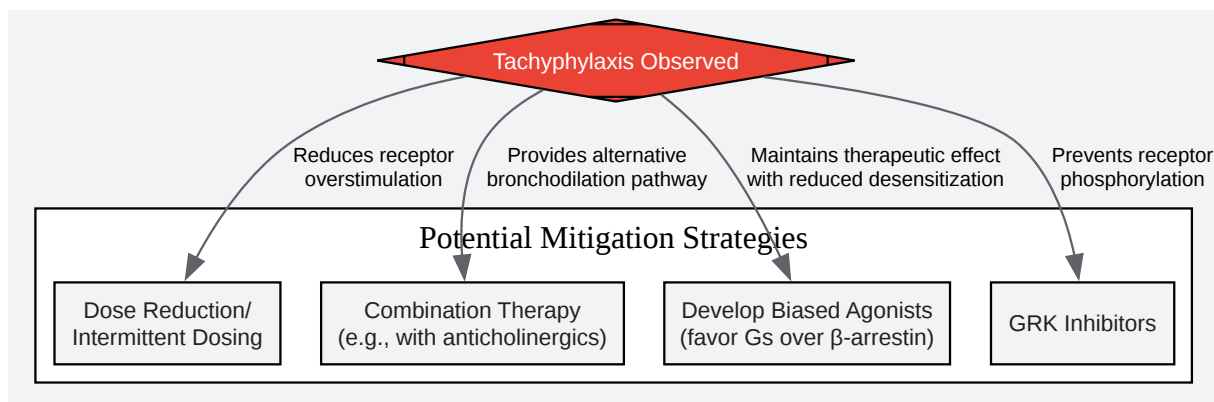 Tachyphylaxis Observed
Reduces receptor
overstimulation
Provides alternative
bronchodilation pathway
Maintains therapeutic effect
with reduced desensitization
Prevents receptor
phosphorylation
Potential Mitigation Strategies
Dose Reduction/
Intermittent Dosing
Combination Therapy
(e.g., with anticholinergics)
Develop Biased Agonists
(favor Gs over β-arrestin)
GRK Inhibitors